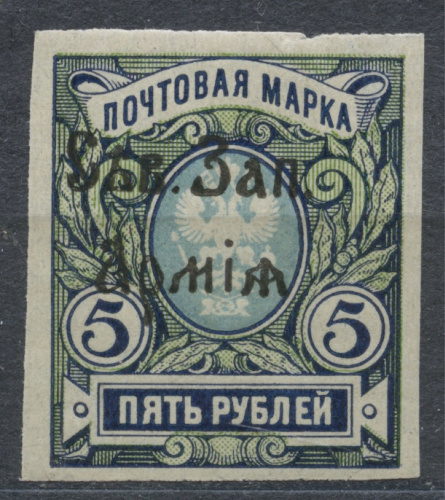 ПОЧТОВАЯ МАРКА
Сѣв. Зап.
Армія
5 5
ПЯТЬ РУБЛЕЙ